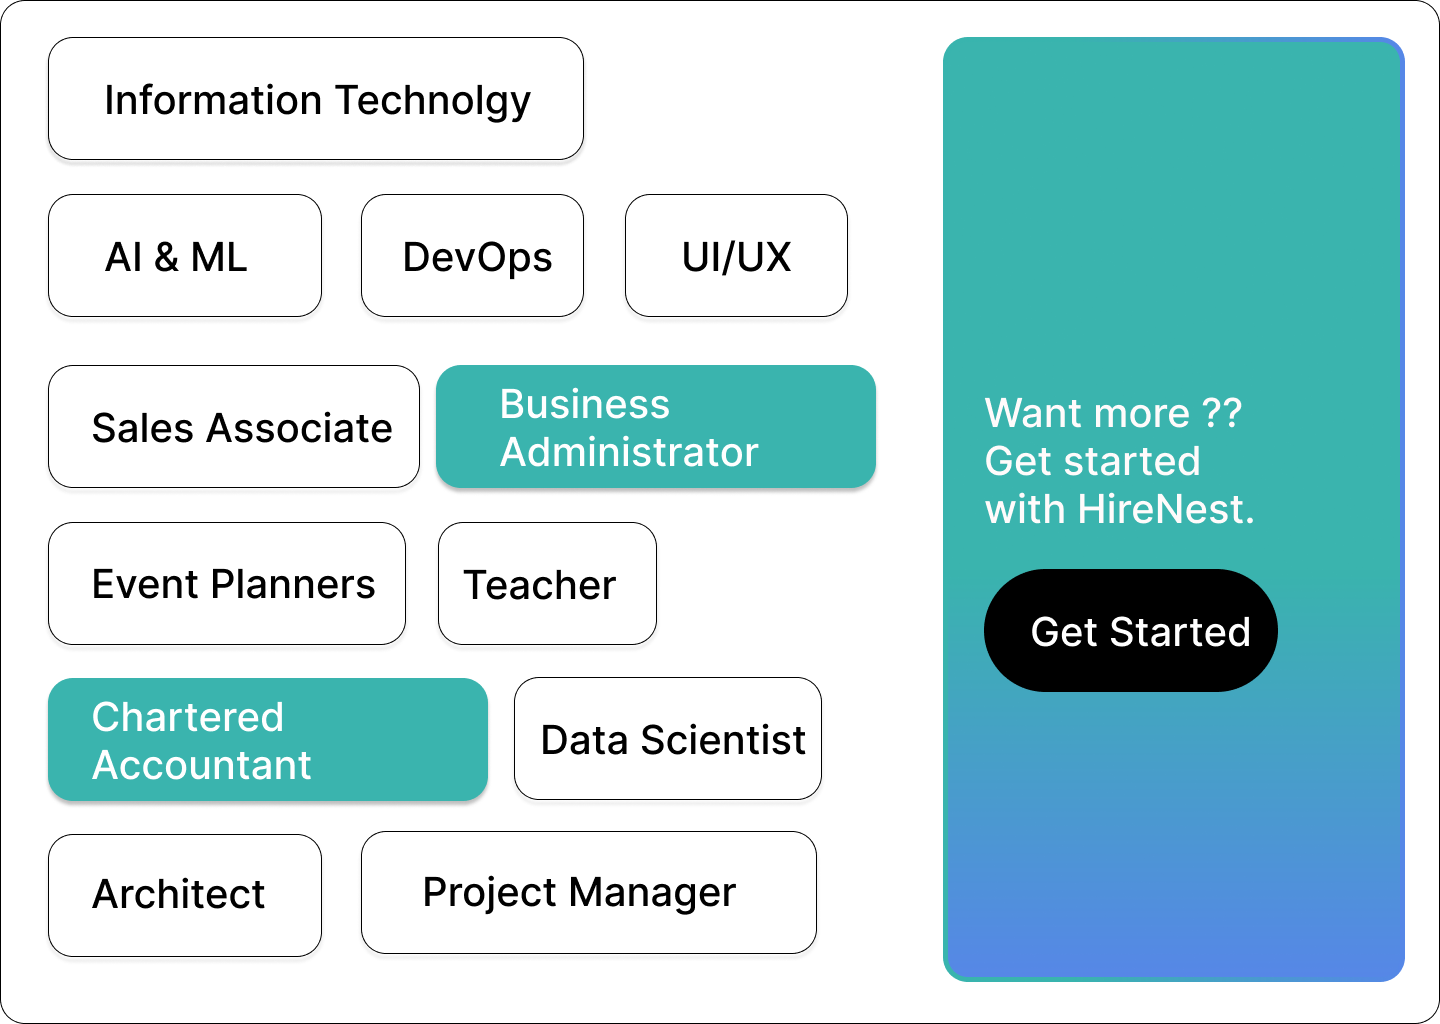 Information Technolgy
AI & ML
DevOps
UI/UX
Sales Associate
Business
Administrator
Event Planners
Teacher
Chartered
Accountant
Data Scientist
Architect
Project Manager
Want more ??
Get started
with HireNest.
Get Started